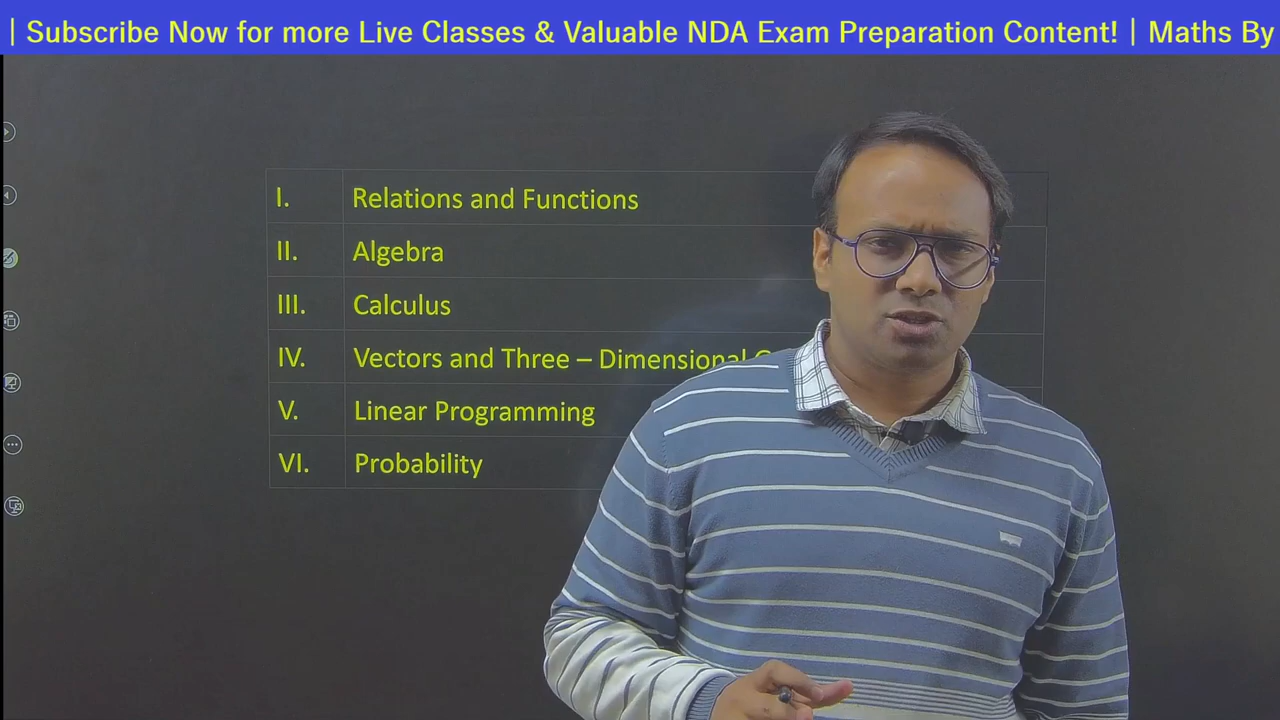 | Subscribe Now for more Live Classes & Valuable NDA Exam Preparation Content! | Maths By
I. Relations and Functions
II. Algebra
III. Calculus
IV. Vectors and Three – Dimensional
V. Linear Programming
VI. Probability